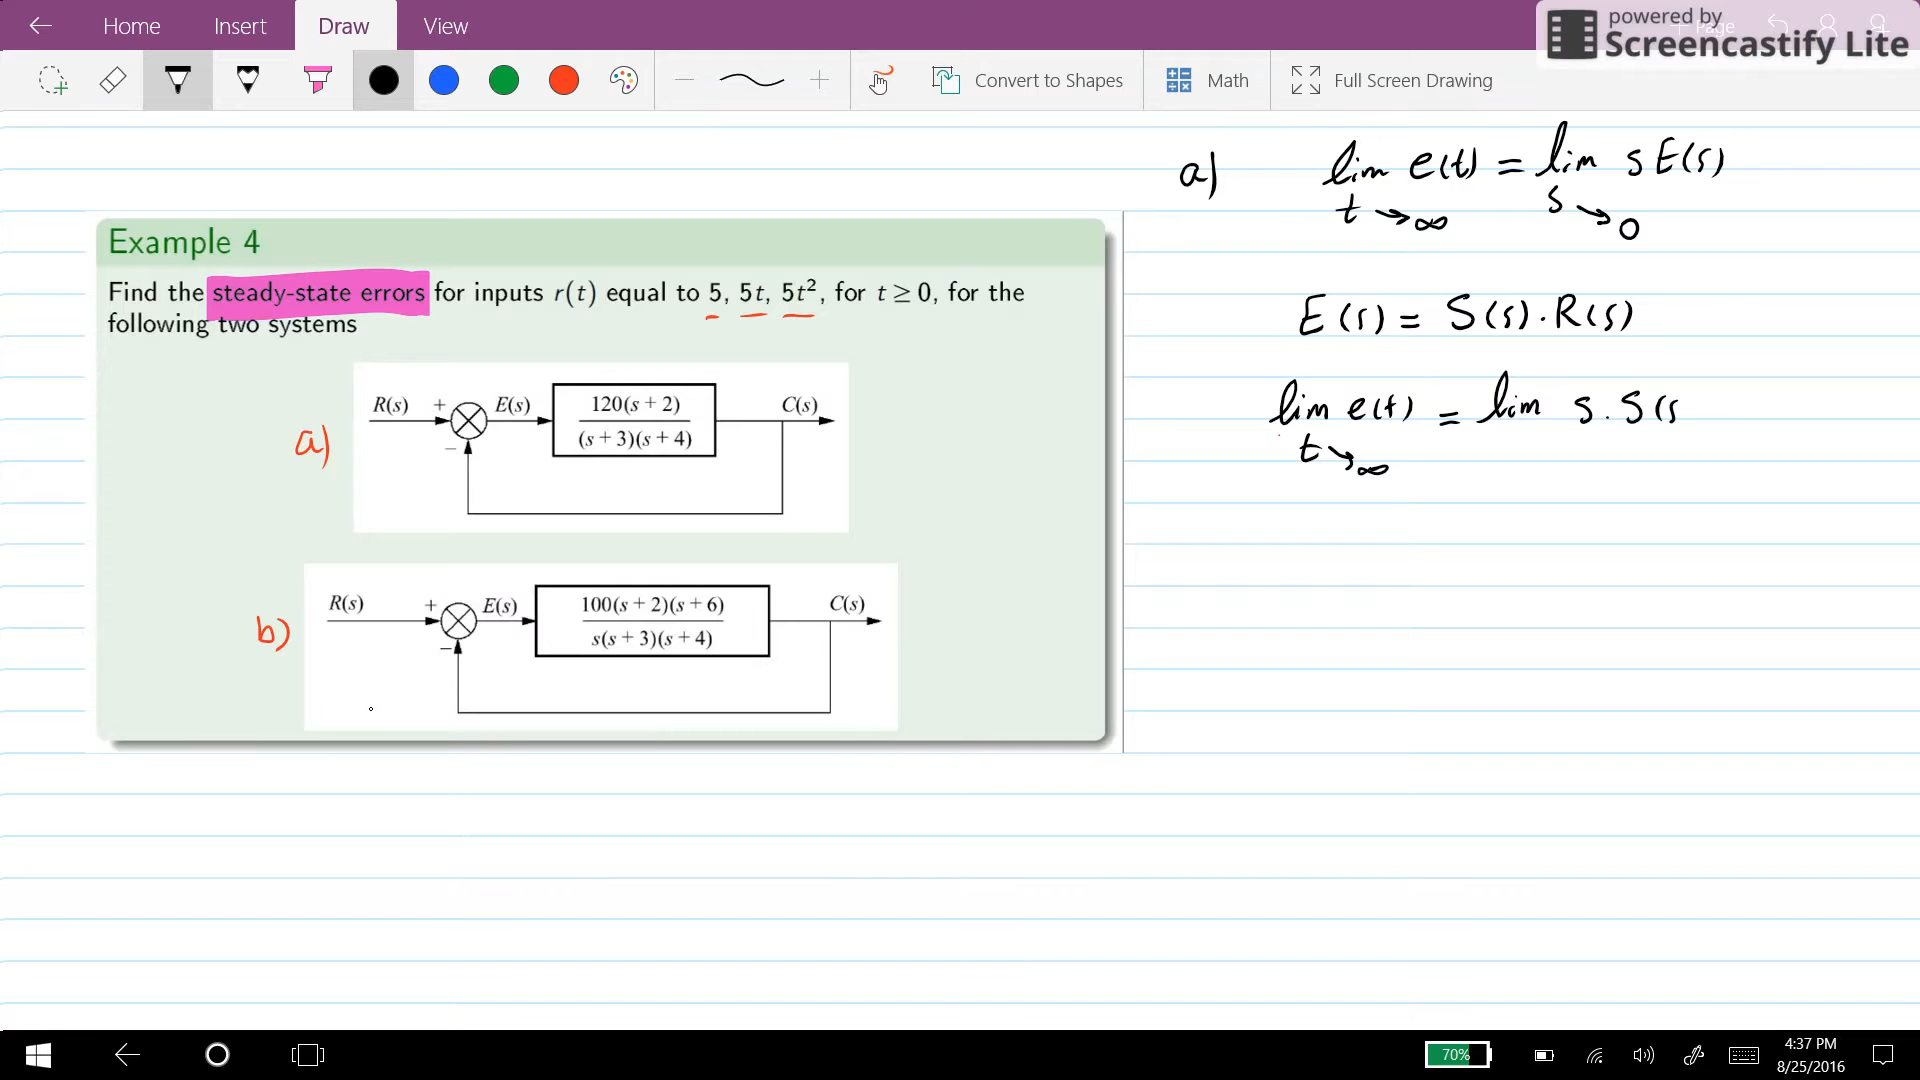 Home Insert Draw View
Page
powered by
Screencastify Lite
Convert to Shapes Math Full Screen Drawing
Example 4
Find the steady-state errors for inputs r(t) equal to 5, 5t, 5t², for t ≥ 0, for the
following two systems
a)
R(s) + E(s) 120(s + 2) C(s)
− (s + 3)(s + 4)
b)
R(s) + E(s) 100(s + 2)(s + 6) C(s)
− s(s + 3)(s + 4)
a) lim e(t) = lim s E(s)
t → ∞ s → 0
E(s) = S(s) . R(s)
lim e(t) = lim s . S(s
t → ∞
70% 4:37 PM
8/25/2016